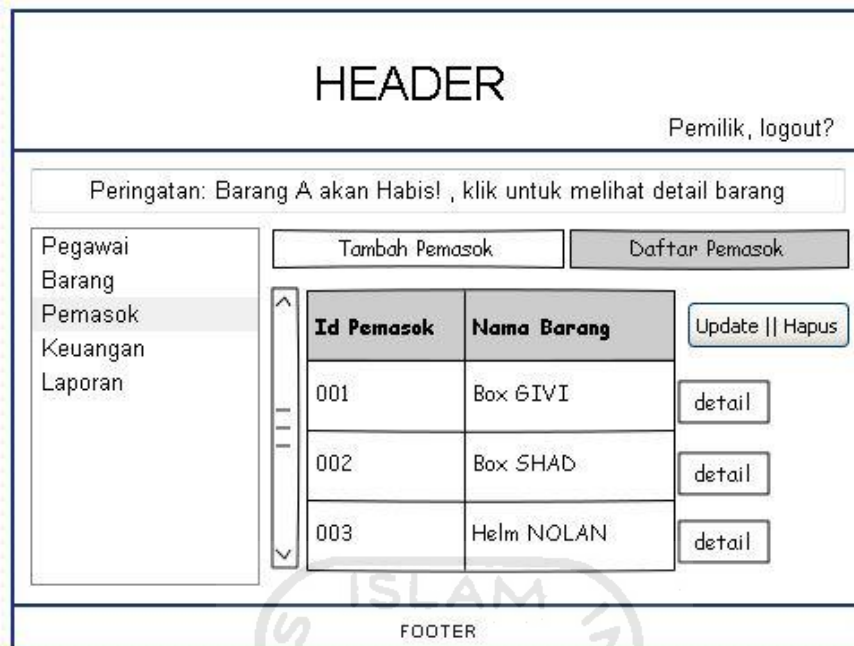 HEADER
Pemilik, logout?
Peringatan: Barang A akan Habis! , klik untuk melihat detail barang
Pegawai
Barang
Pemasok
Keuangan
Laporan
Tambah Pemasok
Daftar Pemasok
Id Pemasok
Nama Barang
Update || Hapus
001
Box GIVI
detail
002
Box SHAD
detail
003
Helm NOLAN
detail
ISLAM
FOOTER